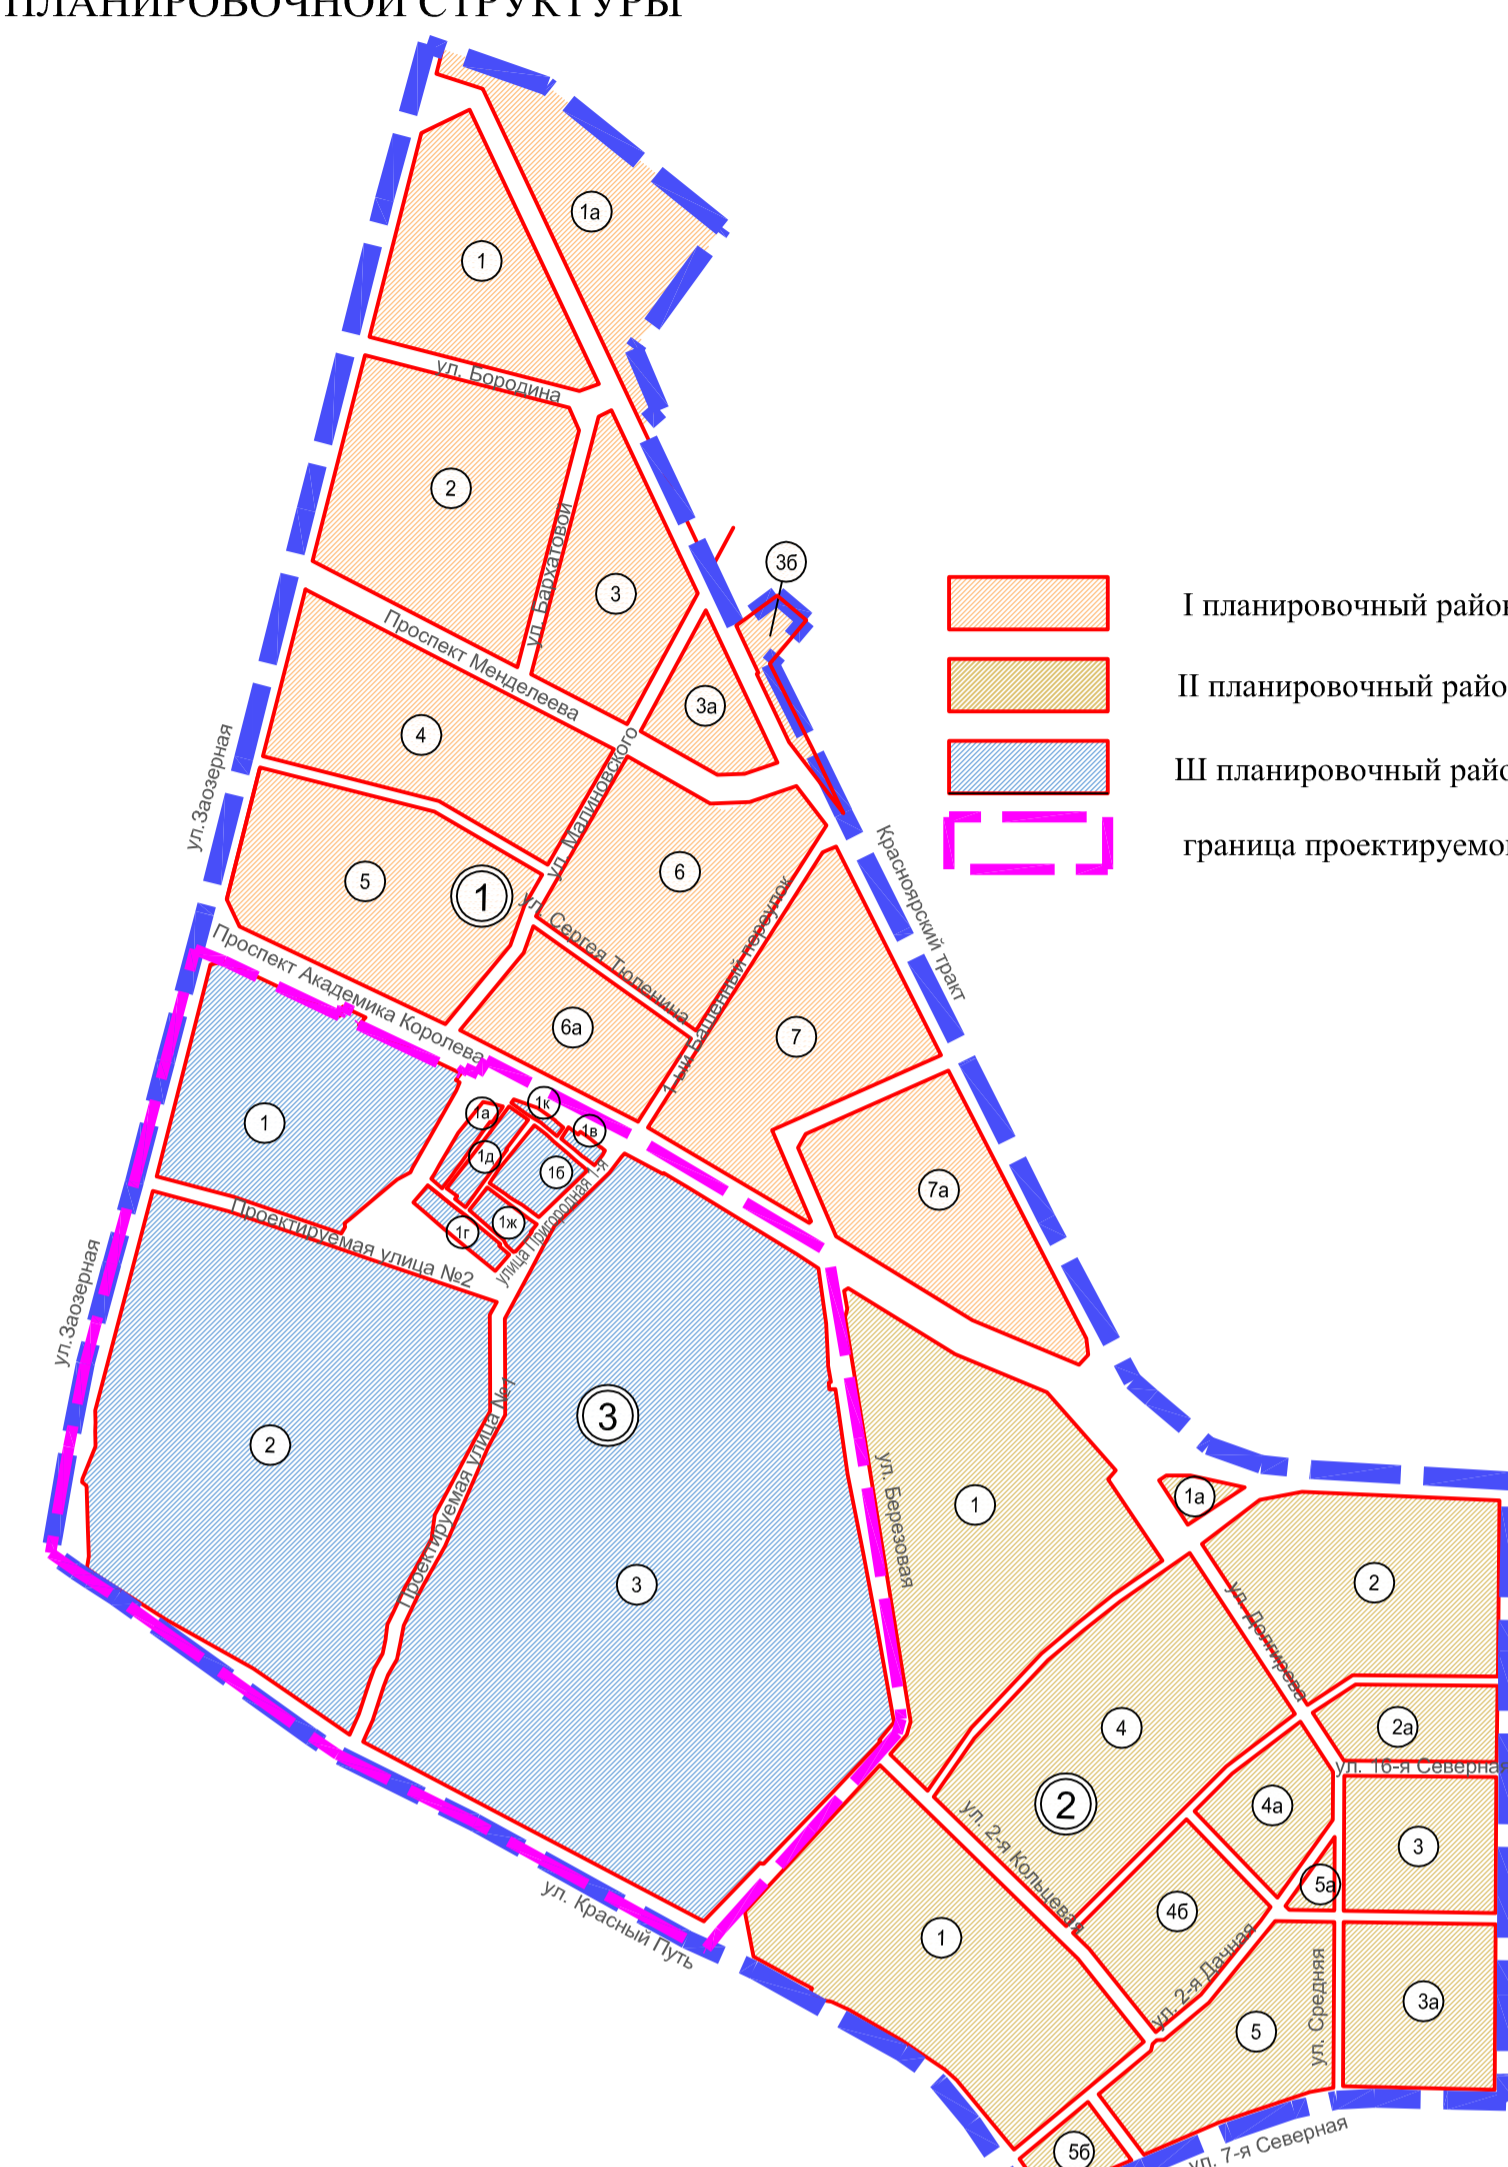 ПЛАНИРОВОЧНОЙ СТРУКТУРЫ
1а
1
ул. Бородина
2
ул. Бархатовой
3
3б
I планировочный район
Проспект Менделеева
3а
II планировочный райо
4
ул.Заозерная
ул. Малиновского
Ш планировочный райо
граница проектируемо
5
1
6
Красноярский тракт
ул. Сергея Тюленина
1-ый Башенный переулок
Проспект Академика Королева
6а
7
1
1а
1к
1в
1д
1б
7а
1г
1ж
улица Пригородная 1-я
Проектируемая улица №2
ул.Заозерная
2
3
Проектируемая улица №1
ул. Березовая
1
1а
3
2
ул. Долгирева
4
2а
ул. 16-я Северна
2
4а
3
ул. 2-я Кольцевая
5а
4б
1
ул. Красный Путь
ул. 2-я Дачная
ул. Средняя
3а
5
5б
ул. 7-я Северная